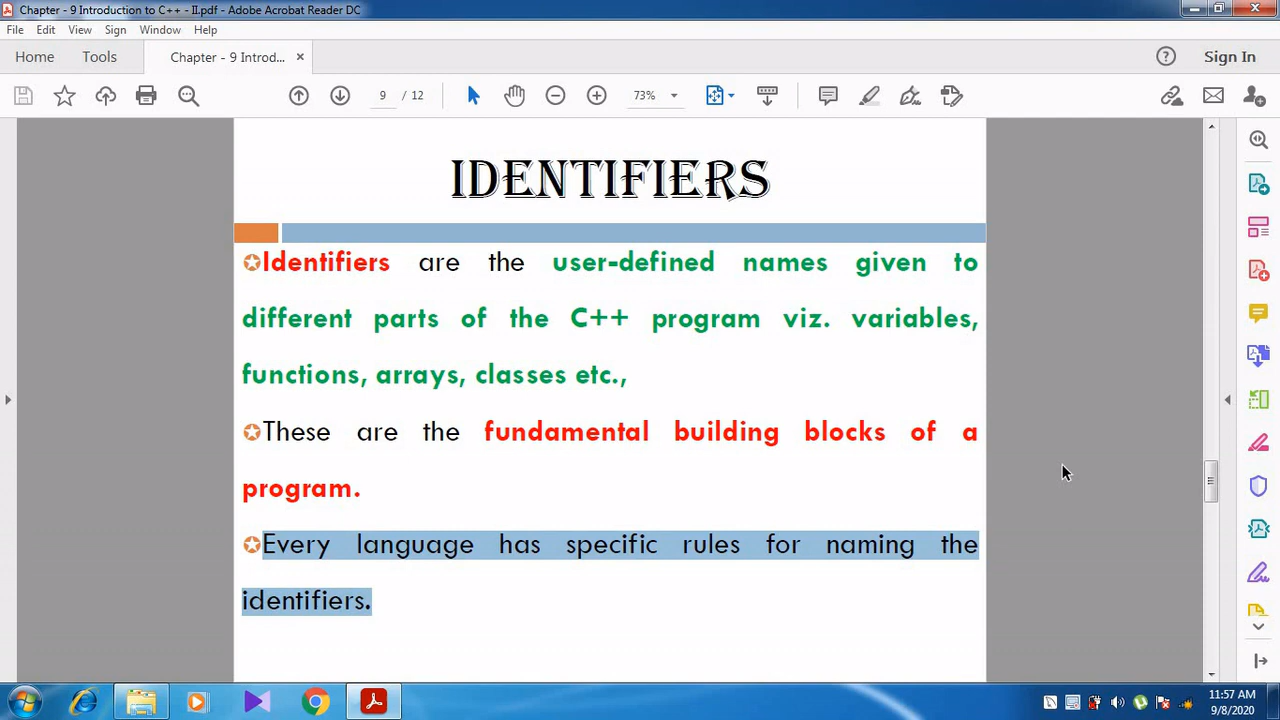 Chapter - 9 Introduction to C++ - II.pdf - Adobe Acrobat Reader DC
File Edit View Sign Window Help
Home Tools Chapter - 9 Introd... × Sign In
9 / 12 73%
IDENTIFIERS
Identifiers are the user-defined names given to
different parts of the C++ program viz. variables,
functions, arrays, classes etc.,
These are the fundamental building blocks of a
program.
Every language has specific rules for naming the
identifiers.
11:57 AM
9/8/2020